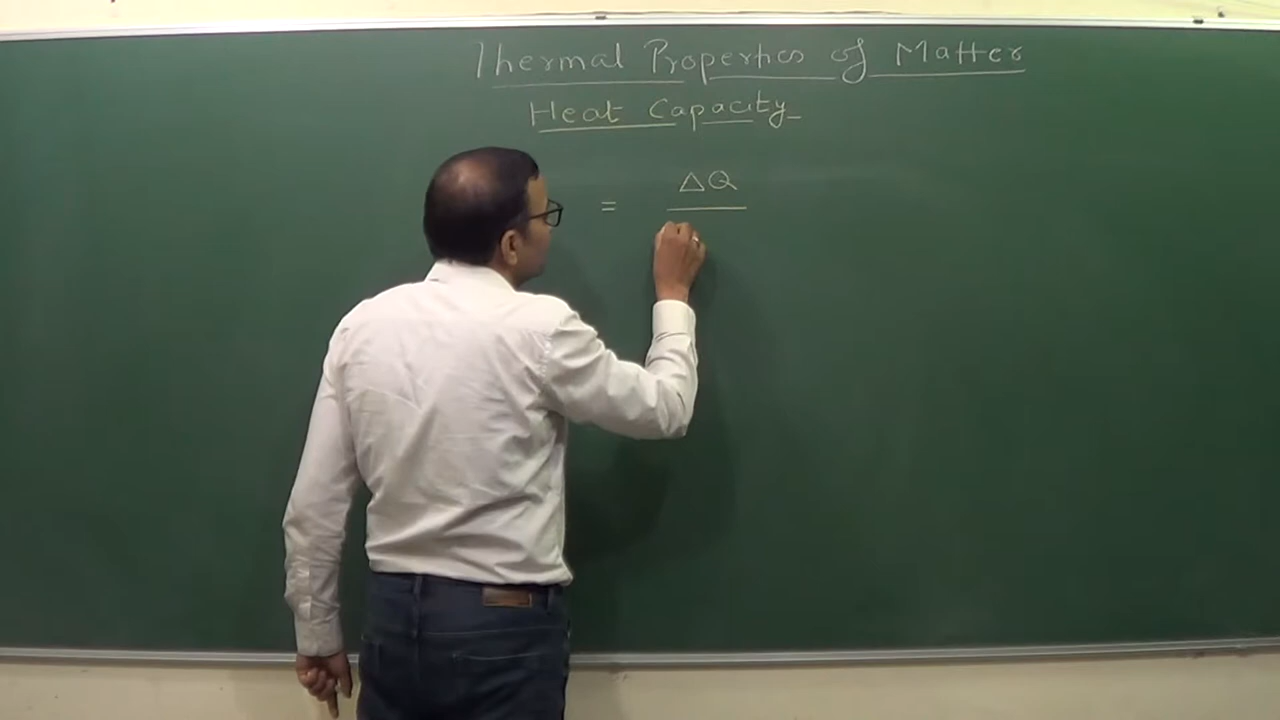 Thermal Properties of Matter
Heat Capacity
= ΔQ